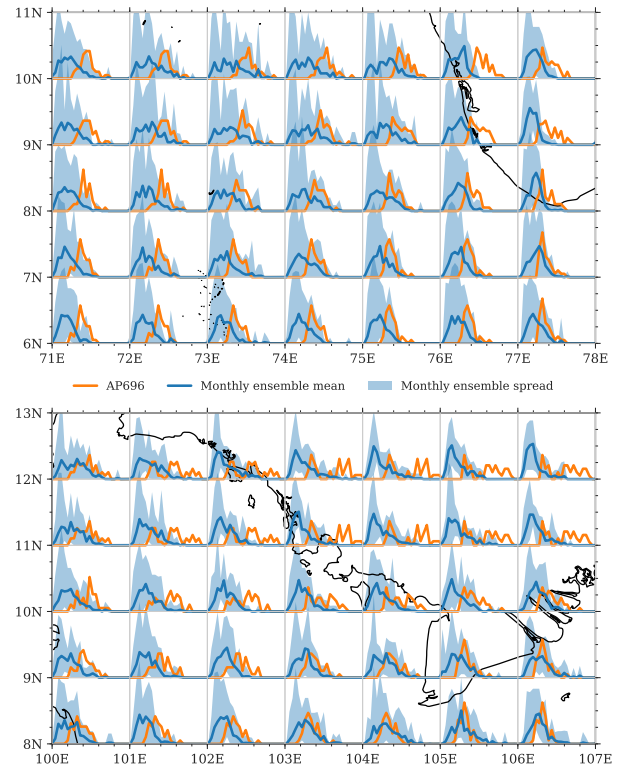 11N
10N
9N
8N
7N
6N
71E 72E 73E 74E 75E 76E 77E 78E
AP696 Monthly ensemble mean Monthly ensemble spread
13N
12N
11N
10N
9N
8N
100E 101E 102E 103E 104E 105E 106E 107E